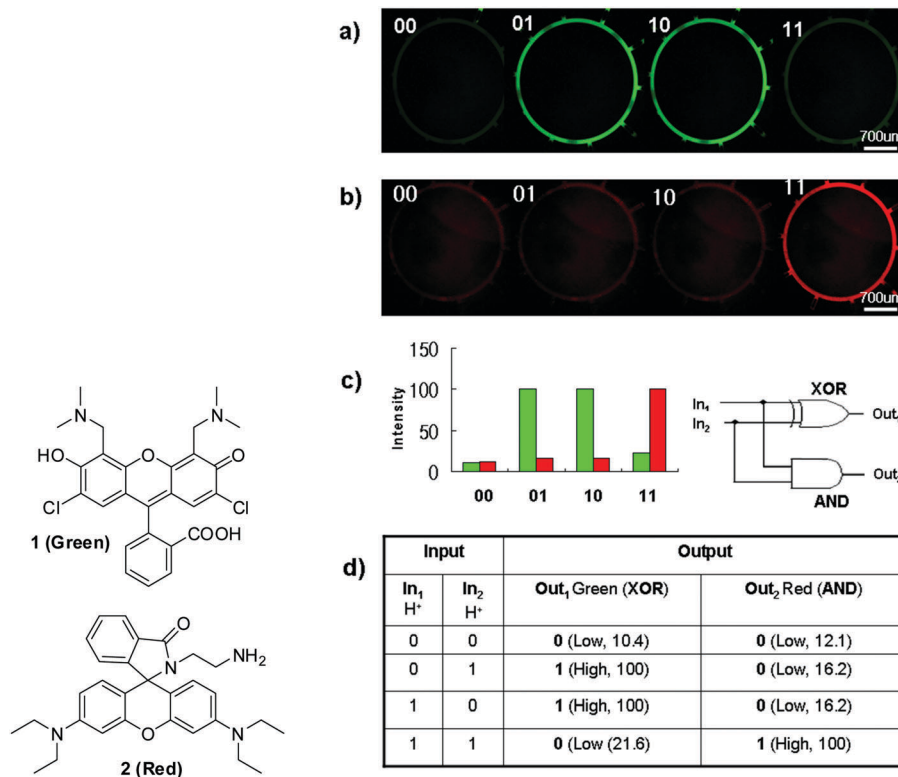 a)
00 01 10 11
700um
b)
00 01 10 11
700um
c)
150
100
50
0
Intensity
00 01 10 11
XOR
In1
In2
Out
Out
AND
N
N
HO
O
O
Cl
Cl
COOH
1 (Green)
O
N
NH2
N
O
N
2 (Red)
d)
Input Output
In1 In2 Out1 Green (XOR) Out2 Red (AND)
H+ H+
0 0 0 (Low, 10.4) 0 (Low, 12.1)
0 1 1 (High, 100) 0 (Low, 16.2)
1 0 1 (High, 100) 0 (Low, 16.2)
1 1 0 (Low (21.6) 1 (High, 100)